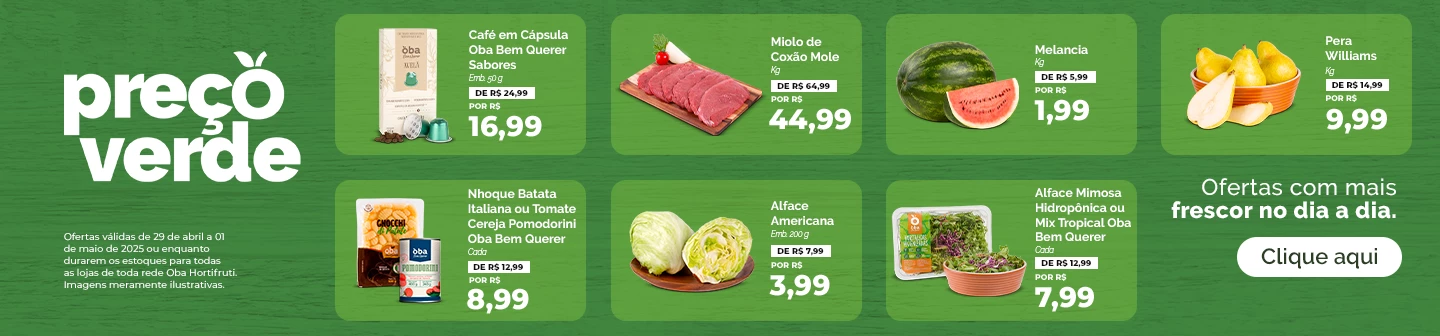 preço
verde
Ofertas válidas de 29 de abril a 01
de maio de 2025 ou enquanto
durarem os estoques para todas
as lojas de toda rede Oba Hortifruti.
Imagens meramente ilustrativas.
òba
Café em Cápsula
Oba Bem Querer
Sabores
Emb. 50 g
DE R$ 24,99
POR R$
16,99
Miolo de
Coxão Mole
Kg
DE R$ 64,99
POR R$
44,99
Melancia
Kg
DE R$ 5,99
POR R$
1,99
Pera
Williams
Kg
DE R$ 14,99
POR R$
9,99
GNOCCHI
di Patate
òba
POMODORINI
Nhoque Batata
Italiana ou Tomate
Cereja Pomodorini
Oba Bem Querer
Cada
DE R$ 12,99
POR R$
8,99
Alface
Americana
Emb. 200 g
DE R$ 7,99
POR R$
3,99
Alface Mimosa
Hidropônica ou
Mix Tropical Oba
Bem Querer
Cada
DE R$ 12,99
POR R$
7,99
Ofertas com mais
frescor no dia a dia.
Clique aqui